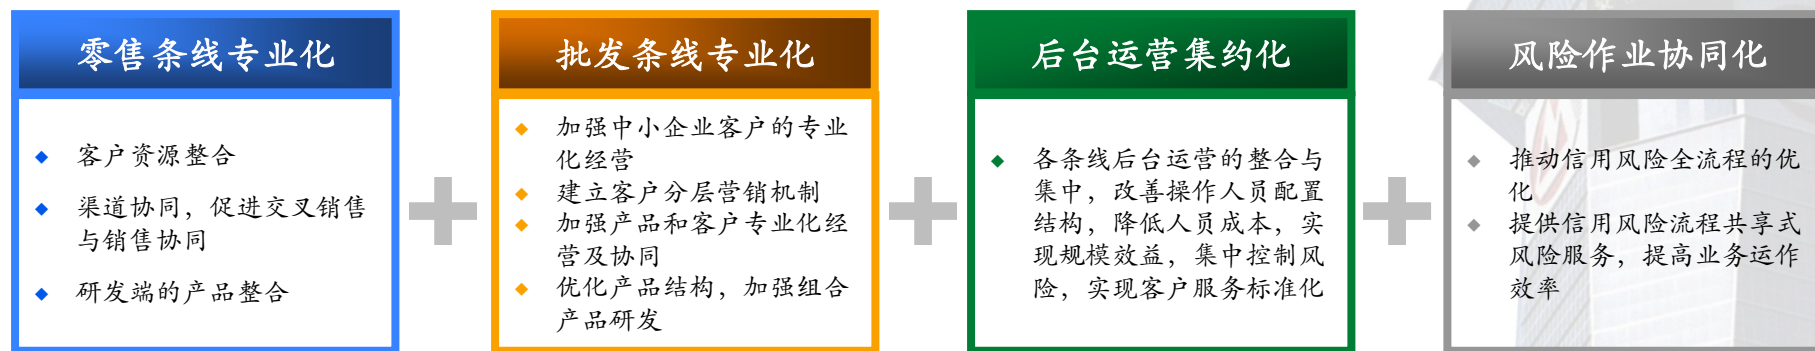 零售条线专业化
客户资源整合
渠道协同，促进交叉销售
与销售协同
研发端的产品整合
批发条线专业化
加强中小企业客户的专业
化经营
建立客户分层营销机制
加强产品和客户专业化经
营及协同
优化产品结构，加强组合
产品研发
后台运营集约化
各条线后台运营的整合与
集中，改善操作人员配置
结构，降低人员成本，实
现规模效益，集中控制风
险，实现客户服务标准化
风险作业协同化
推动信用风险全流程的优
化
提供信用风险流程共享式
风险服务，提高业务运作
效率